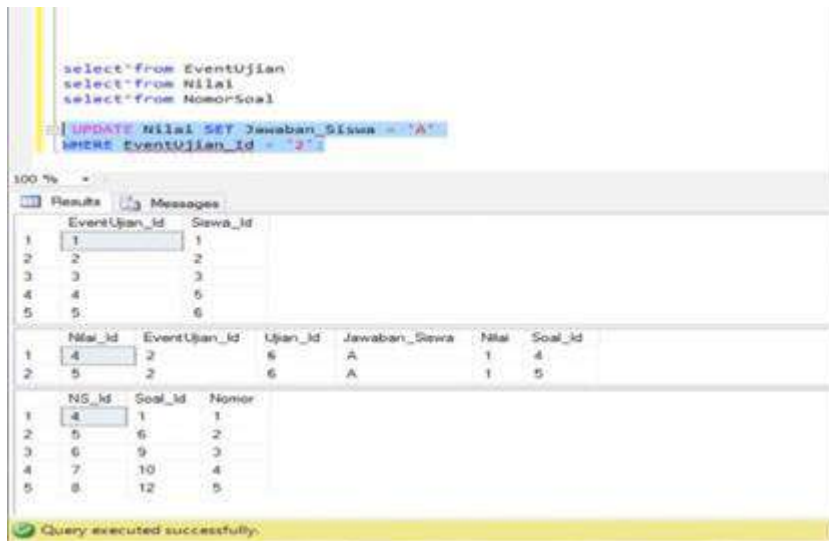 select*from EventUjian
select*from Nilai
select*from NomorSoal
UPDATE Nilai SET Jawaban_Siswa = 'A'
WHERE EventUjian_Id = '2';
100 %
Results Messages
EventUjian_Id Siswa_Id
1 1 1
2 2 2
3 3 3
4 4 5
5 5 6
Nilai_Id EventUjian_Id Ujian_Id Jawaban_Siswa Nilai Soal_Id
1 4 2 6 A 1 4
2 5 2 6 A 1 5
NS_Id Soal_Id Nomor
1 4 1 1
2 5 6 2
3 6 9 3
4 7 10 4
5 8 12 5
Query executed successfully.